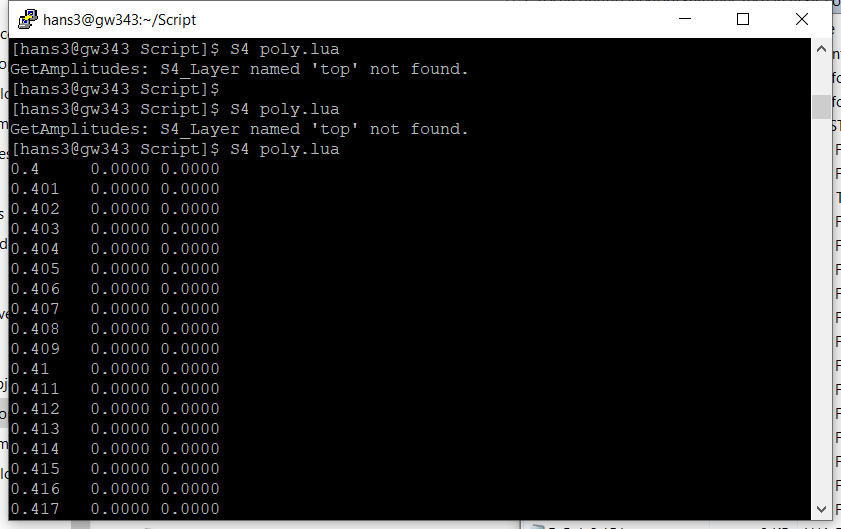 hans3@gw343:~/Script
[hans3@gw343 Script]$ S4 poly.lua
GetAmplitudes: S4_Layer named 'top' not found.
[hans3@gw343 Script]$
[hans3@gw343 Script]$ S4 poly.lua
GetAmplitudes: S4_Layer named 'top' not found.
[hans3@gw343 Script]$ S4 poly.lua
0.4 0.0000 0.0000
0.401 0.0000 0.0000
0.402 0.0000 0.0000
0.403 0.0000 0.0000
0.404 0.0000 0.0000
0.405 0.0000 0.0000
0.406 0.0000 0.0000
0.407 0.0000 0.0000
0.408 0.0000 0.0000
0.409 0.0000 0.0000
0.41 0.0000 0.0000
0.411 0.0000 0.0000
0.412 0.0000 0.0000
0.413 0.0000 0.0000
0.414 0.0000 0.0000
0.415 0.0000 0.0000
0.416 0.0000 0.0000
0.417 0.0000 0.0000